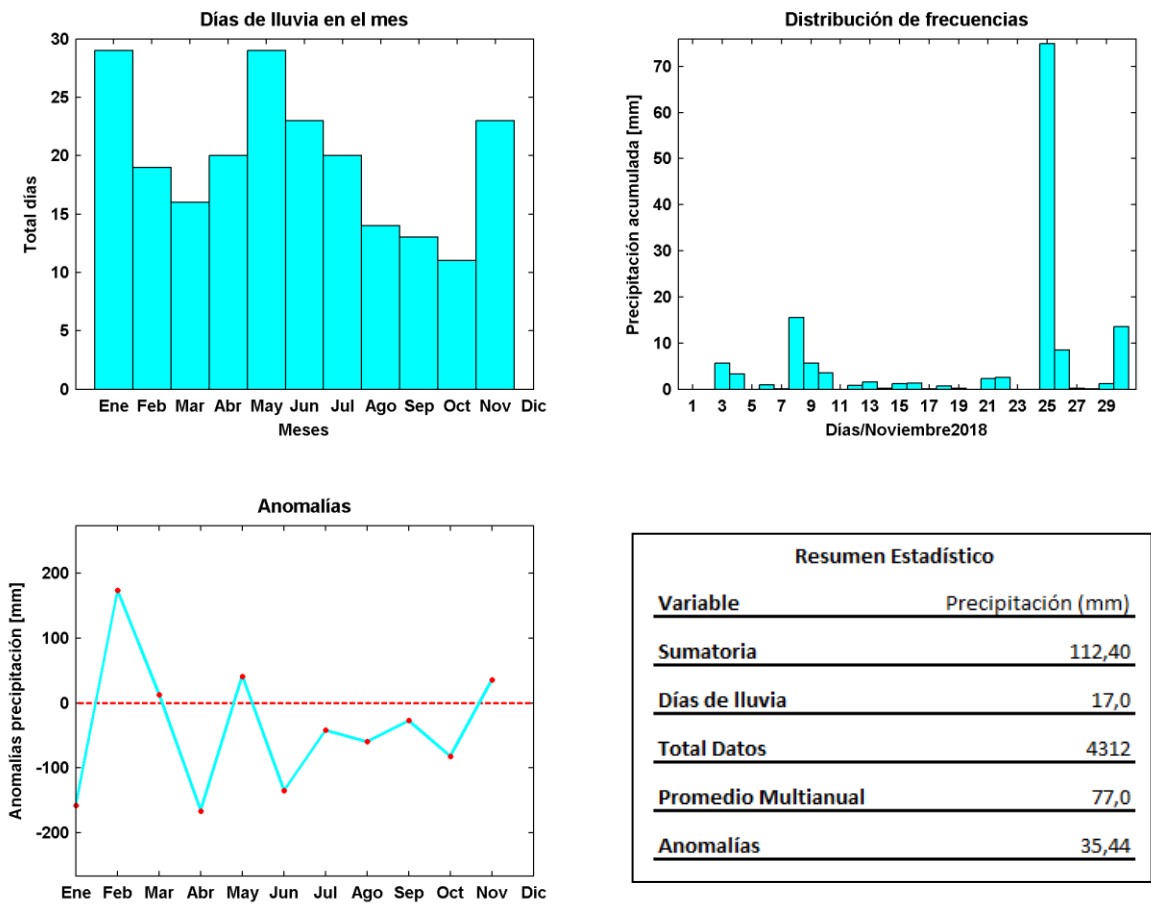 Días de lluvia en el mes
Total días
30
25
20
15
10
5
0
Ene Feb Mar Abr May Jun Jul Ago Sep Oct Nov Dic
Meses
Distribución de frecuencias
Precipitación acumulada [mm]
70
60
50
40
30
20
10
0
1 3 5 7 9 11 13 15 17 19 21 23 25 27 29
Días/Noviembre2018
Anomalías
Anomalías precipitación [mm]
200
100
0
-100
-200
Ene Feb Mar Abr May Jun Jul Ago Sep Oct Nov Dic
Resumen Estadístico
Variable Precipitación (mm)
Sumatoria 112,40
Días de lluvia 17,0
Total Datos 4312
Promedio Multianual 77,0
Anomalías 35,44